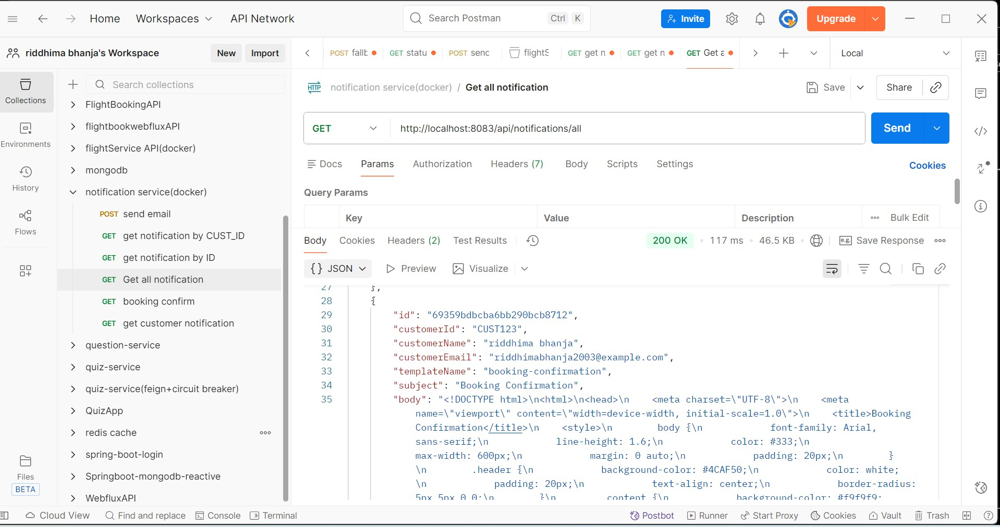 Home Workspaces API Network Search Postman Ctrl K Invite Upgrade
riddhima bhanja's Workspace New Import
POST fallb GET statu POST senc flightS GET get n GET get n GET Get a Local
Collections
Environments
History
Flows
Files
BETA
Search collections
FlightBookingAPI
flightbookwebfluxAPI
flightService API(docker)
mongodb
notification service(docker)
POST send email
GET get notification by CUST_ID
GET get notification by ID
GET Get all notification
GET booking confirm
GET get customer notification
question-service
quiz-service
quiz-service(feign+circuit breaker)
QuizApp
redis cache
spring-boot-login
Springboot-mongodb-reactive
WebfluxAPI
HTTP notification service(docker) / Get all notification Save Share
GET http://localhost:8083/api/notifications/all Send
Docs Params Authorization Headers (7) Body Scripts Settings Cookies
Query Params
Key Value Description Bulk Edit
Body Cookies Headers (2) Test Results 200 OK 117 ms 46.5 KB e.g. Save Response
{} JSON Preview Visualize
27 },
28 {
29 "id": "69359bdbcba6bb290bcb8712",
30 "customerId": "CUST123",
31 "customerName": "riddhima bhanja",
32 "customerEmail": "riddhimabhanja2003@example.com",
33 "templateName": "booking-confirmation",
34 "subject": "Booking Confirmation",
35 "body": "<!DOCTYPE html>\n<html>\n<head>\n    <meta charset=\"UTF-8\">\n    <meta
name=\"viewport\" content=\"width=device-width, initial-scale=1.0\">\n    <title>Booking
Confirmation</title>\n    <style>\n        body {\n            font-family: Arial,
sans-serif;\n            line-height: 1.6;\n            color: #333;\n
max-width: 600px;\n            margin: 0 auto;\n            padding: 20px;\n        }
\n        .header {\n            background-color: #4CAF50;\n            color: white;
\n            padding: 20px;\n            text-align: center;\n            border-radius:
5px 5px 0 0;\n        }\n        .content {\n            background-color: #f9f9f9;
Cloud View Find and replace Console Terminal Postbot Runner Start Proxy Cookies Vault Trash